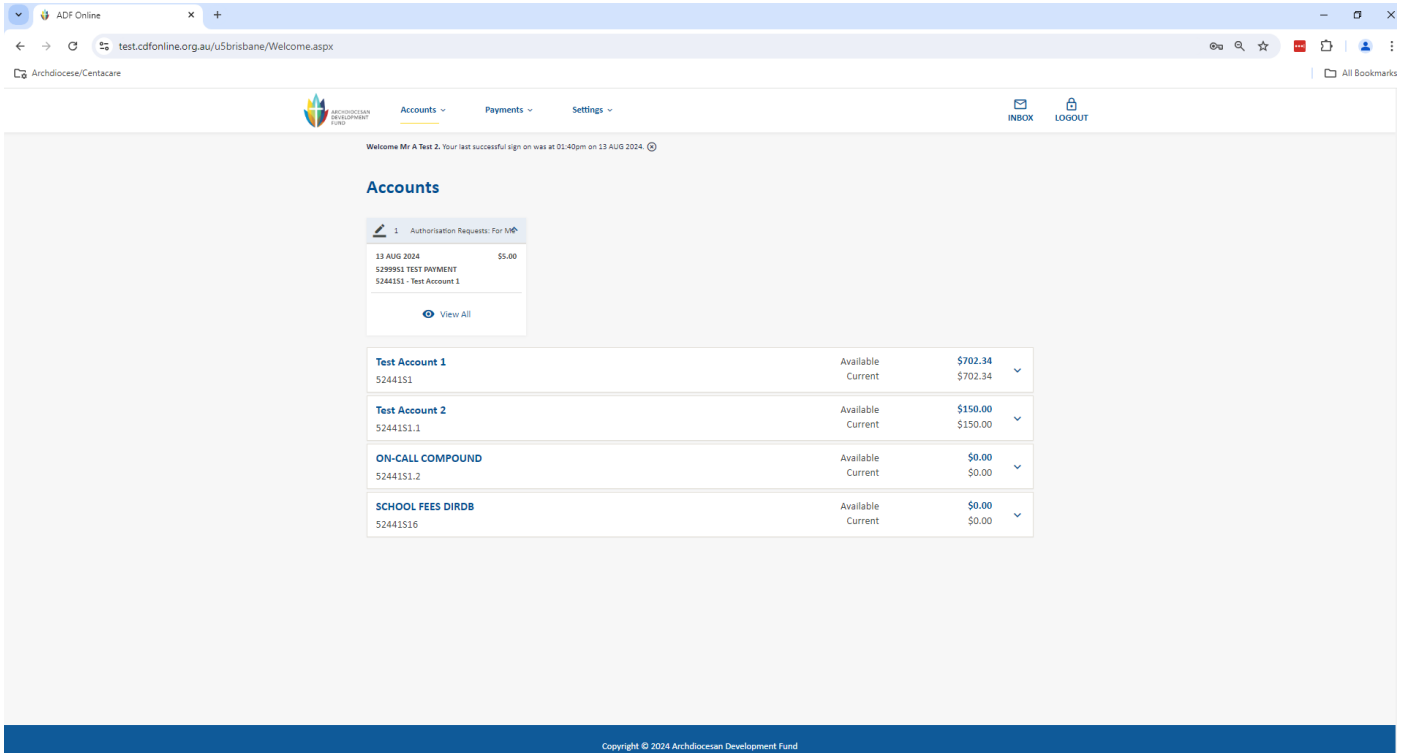 ADF Online
test.cdfonline.org.au/u5brisbane/Welcome.aspx
Archdiocese/Centacare
All Bookmarks
ARCHDIOCESAN
DEVELOPMENT
FUND
Accounts
Payments
Settings
INBOX
LOGOUT
Welcome Mr A Test 2. Your last successful sign on was at 01:40pm on 13 AUG 2024.
Accounts
1 Authorisation Requests: For Me
13 AUG 2024 $5.00
52999S1 TEST PAYMENT
52441S1 - Test Account 1
View All
Test Account 1 Available $702.34
52441S1 Current $702.34
Test Account 2 Available $150.00
52441S1.1 Current $150.00
ON-CALL COMPOUND Available $0.00
52441S1.2 Current $0.00
SCHOOL FEES DIRDB Available $0.00
52441S16 Current $0.00
Copyright © 2024 Archdiocesan Development Fund